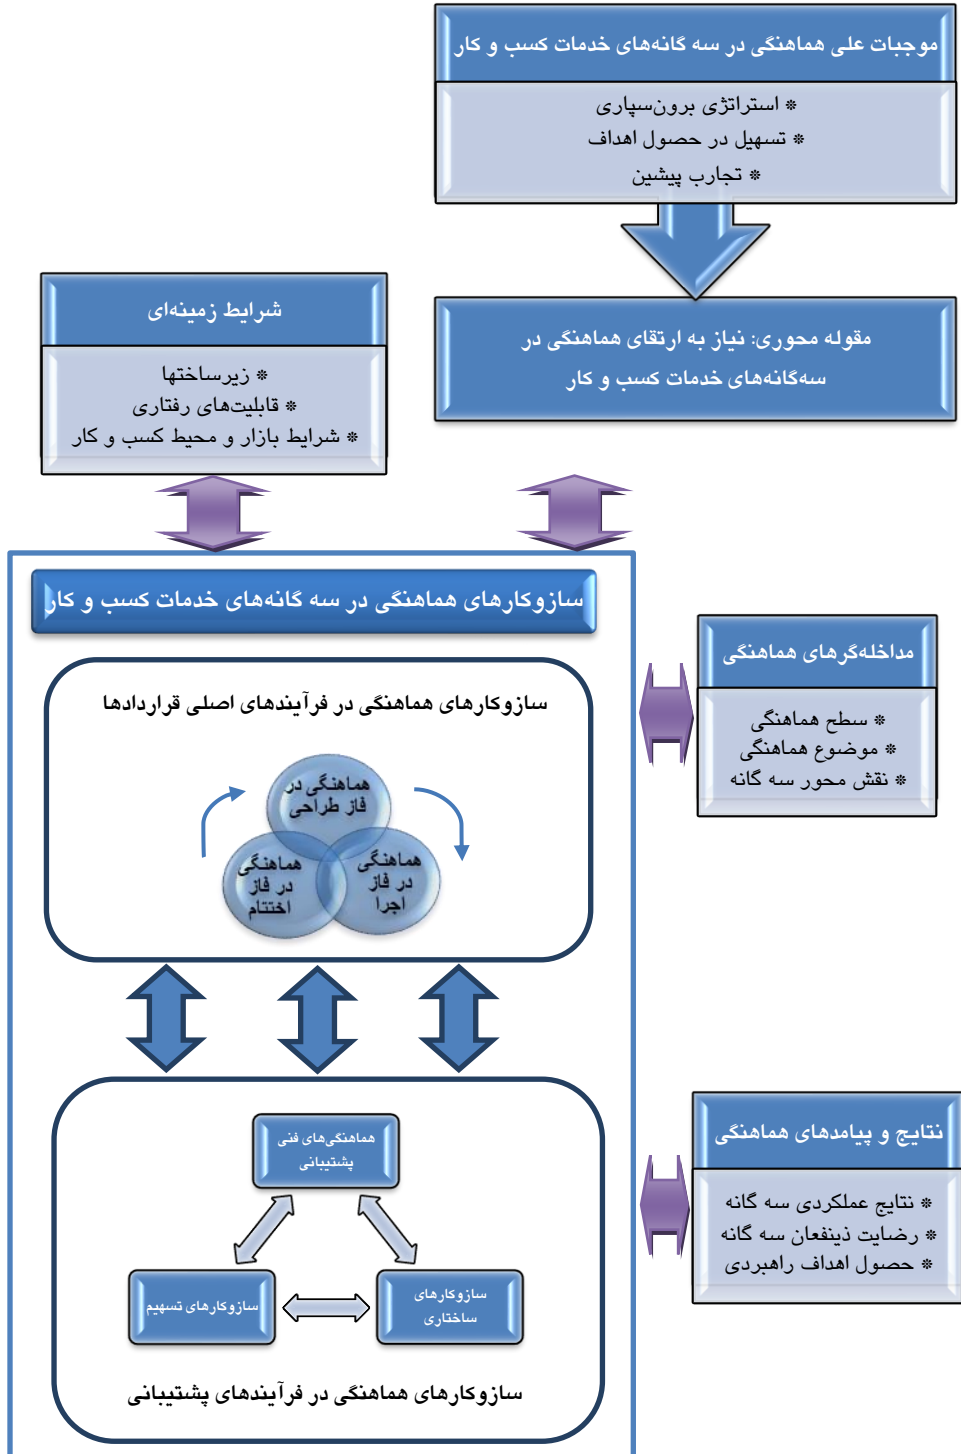 موجبات علی هماهنگی در سه گانه‌های خدمات کسب و کار
* استراتژی برون‌سپاری
* تسهیل در حصول اهداف
* تجارب پیشین
شرایط زمینه‌ای
* زیرساختها
* قابلیت‌های رفتاری
* شرایط بازار و محیط کسب و کار
مقوله محوری: نیاز به ارتقای هماهنگی در
سه‌گانه‌های خدمات کسب و کار
سازوکارهای هماهنگی در سه گانه‌های خدمات کسب و کار
سازوکارهای هماهنگی در فرآیندهای اصلی قراردادها
هماهنگی در
فاز طراحی
هماهنگی
در فاز
اجرا
هماهنگی
در فاز
اختتام
مداخله‌گرهای هماهنگی
* سطح هماهنگی
* موضوع هماهنگی
* نقش محور سه گانه
هماهنگی‌های فنی
پشتیبانی
سازوکارهای
ساختاری
سازوکارهای تسهیم
سازوکارهای هماهنگی در فرآیندهای پشتیبانی
نتایج و پیامدهای هماهنگی
* نتایج عملکردی سه گانه
* رضایت ذینفعان سه گانه
* حصول اهداف راهبردی